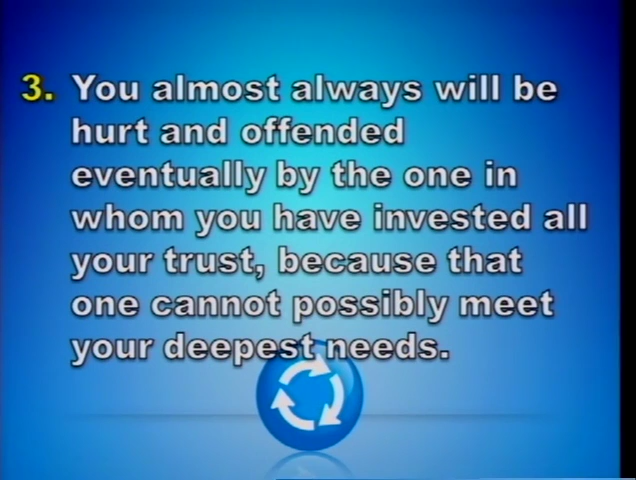 3. You almost always will be
hurt and offended
eventually by the one in
whom you have invested all
your trust, because that
one cannot possibly meet
your deepest needs.